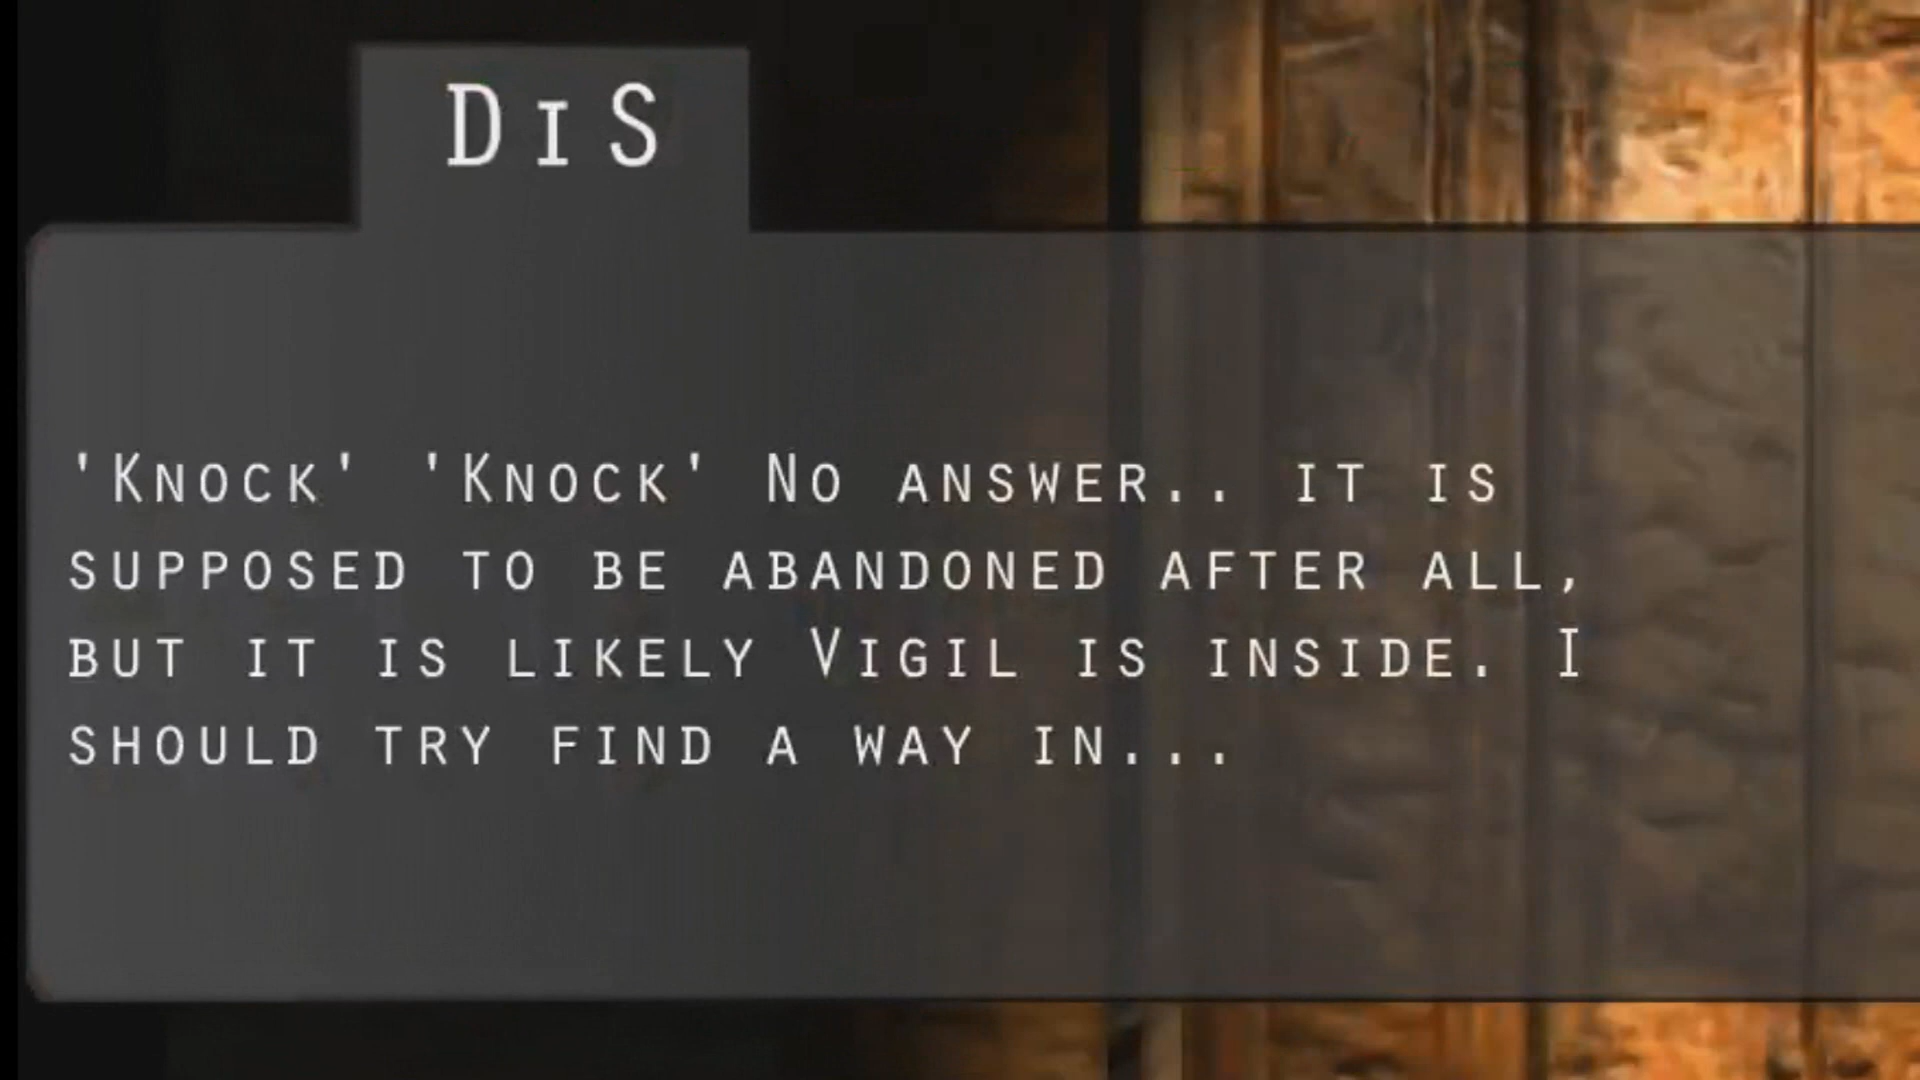 DiS
'Knock' 'Knock' No answer.. it is
supposed to be abandoned after all,
but it is likely Vigil is inside. I
should try find a way in...